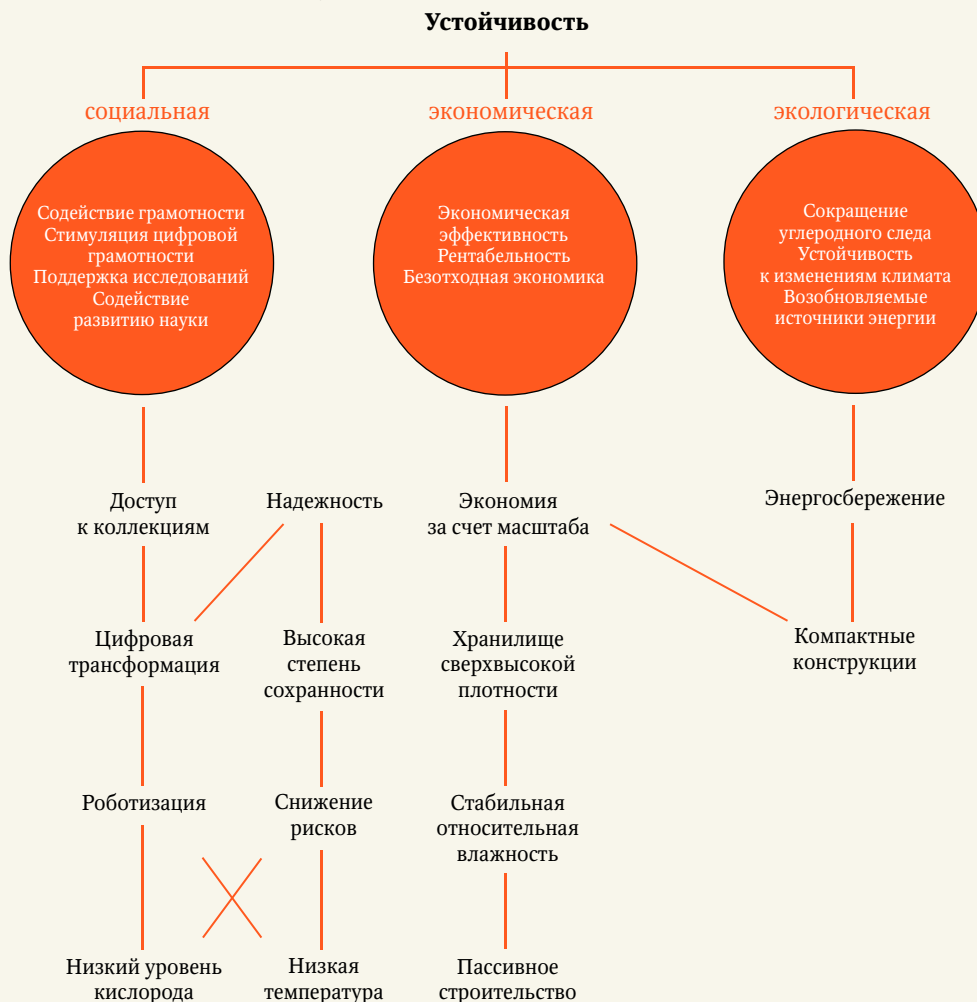 Устойчивость
социальная
экономическая
экологическая
Содействие грамотности
Стимуляция цифровой
грамотности
Поддержка исследований
Содействие
развитию науки
Экономическая
эффективность
Рентабельность
Безотходная экономика
Сокращение
углеродного следа
Устойчивость
к изменениям климата
Возобновляемые
источники энергии
Доступ
к коллекциям
Надежность
Экономия
за счет масштаба
Энергосбережение
Цифровая
трансформация
Высокая
степень
сохранности
Хранилище
сверхвысокой
плотности
Компактные
конструкции
Роботизация
Снижение
рисков
Стабильная
относительная
влажность
Низкий уровень
кислорода
Низкая
температура
Пассивное
строительство